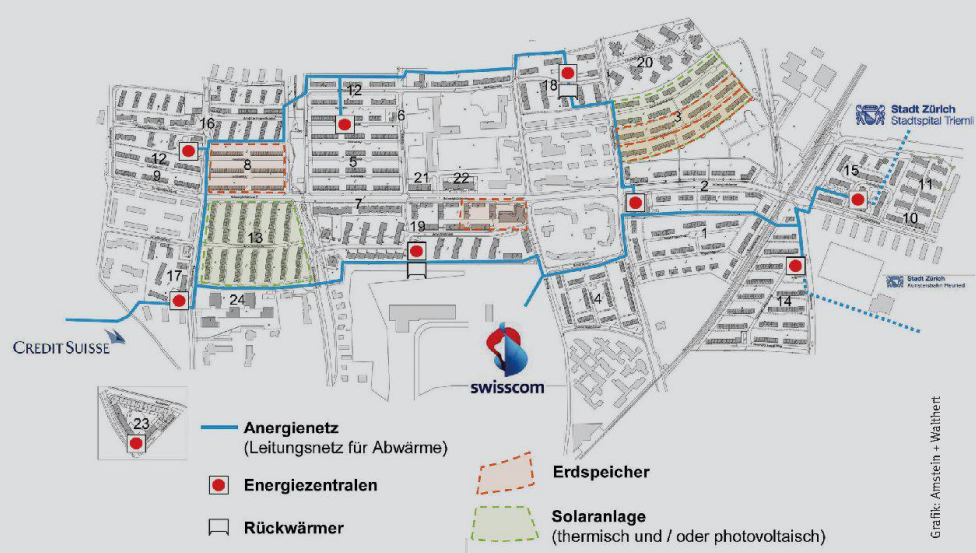 20
18
12
6
3
16
Stadt Zürich
Stadtspital Triemli
12
9
8
5
21
22
2
15
11
10
7
19
13
1
17
24
4
14
Stadt Zürich
Kunsteisbahn Heuried
CREDIT SUISSE
swisscom
23
Anergienetz
(Leitungsnetz für Abwärme)
Energiezentralen
Rückwärmer
Erdspeicher
Solaranlage
(thermisch und / oder photovoltaisch)
Grafik: Amstein + Walthert